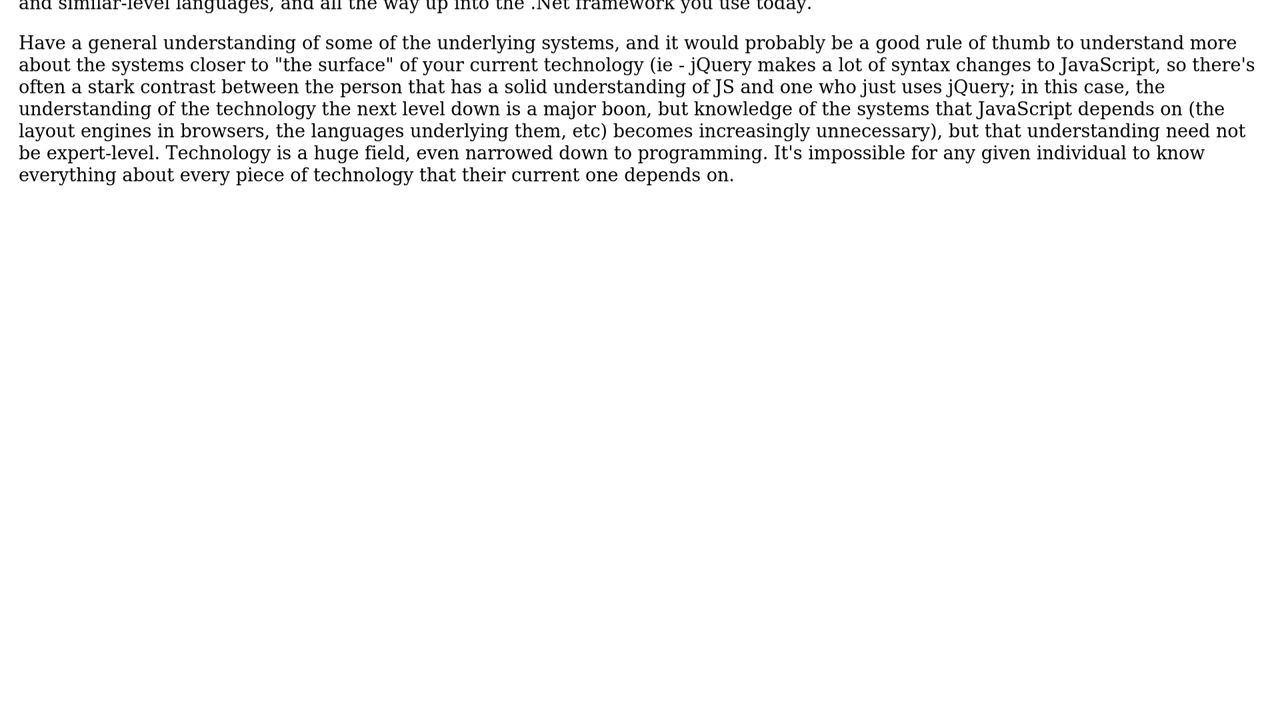 and similar-level languages, and all the way up into the .Net framework you use today.
Have a general understanding of some of the underlying systems, and it would probably be a good rule of thumb to understand more
about the systems closer to "the surface" of your current technology (ie - jQuery makes a lot of syntax changes to JavaScript, so there's
often a stark contrast between the person that has a solid understanding of JS and one who just uses jQuery; in this case, the
understanding of the technology the next level down is a major boon, but knowledge of the systems that JavaScript depends on (the
layout engines in browsers, the languages underlying them, etc) becomes increasingly unnecessary), but that understanding need not
be expert-level. Technology is a huge field, even narrowed down to programming. It's impossible for any given individual to know
everything about every piece of technology that their current one depends on.